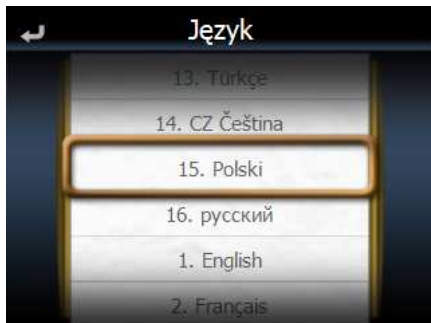 Język
13. Türkçe
14. CZ Čeština
15. Polski
16. русский
1. English
2. Français